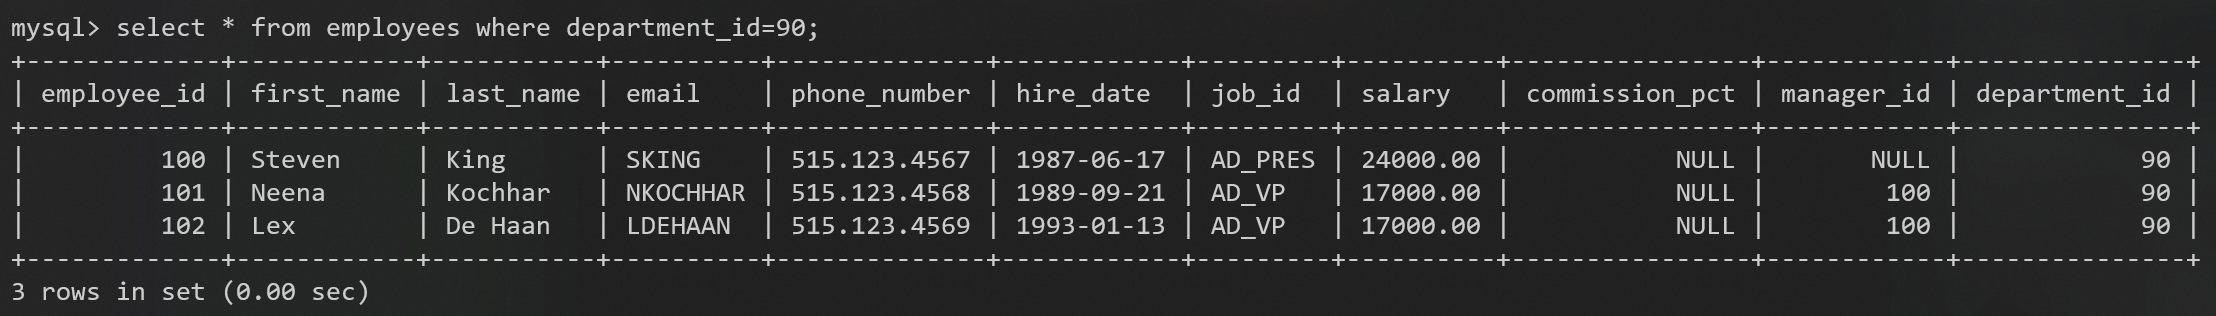 mysql> select * from employees where department_id=90;
+-------------+------------+-----------+----------+--------------+------------+---------+----------+----------------+------------+---------------+
| employee_id | first_name | last_name | email    | phone_number | hire_date  | job_id  | salary   | commission_pct | manager_id | department_id |
+-------------+------------+-----------+----------+--------------+------------+---------+----------+----------------+------------+---------------+
|         100 | Steven     | King      | SKING    | 515.123.4567 | 1987-06-17 | AD_PRES | 24000.00 |           NULL |       NULL |            90 |
|         101 | Neena      | Kochhar   | NKOCHHAR | 515.123.4568 | 1989-09-21 | AD_VP   | 17000.00 |           NULL |        100 |            90 |
|         102 | Lex        | De Haan   | LDEHAAN  | 515.123.4569 | 1993-01-13 | AD_VP   | 17000.00 |           NULL |        100 |            90 |
+-------------+------------+-----------+----------+--------------+------------+---------+----------+----------------+------------+---------------+
3 rows in set (0.00 sec)